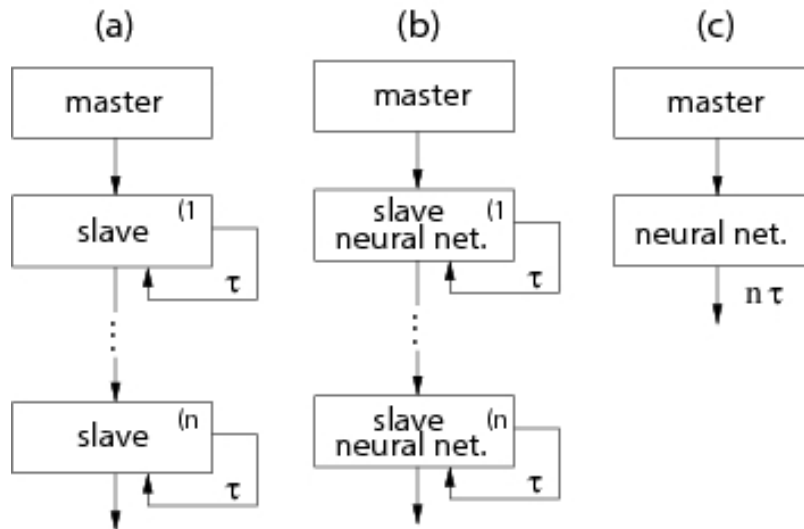 (a)
master
slave (1
τ
slave (n
τ
(b)
master
slave (1
neural net.
τ
slave (n
neural net.
τ
(c)
master
neural net.
n τ